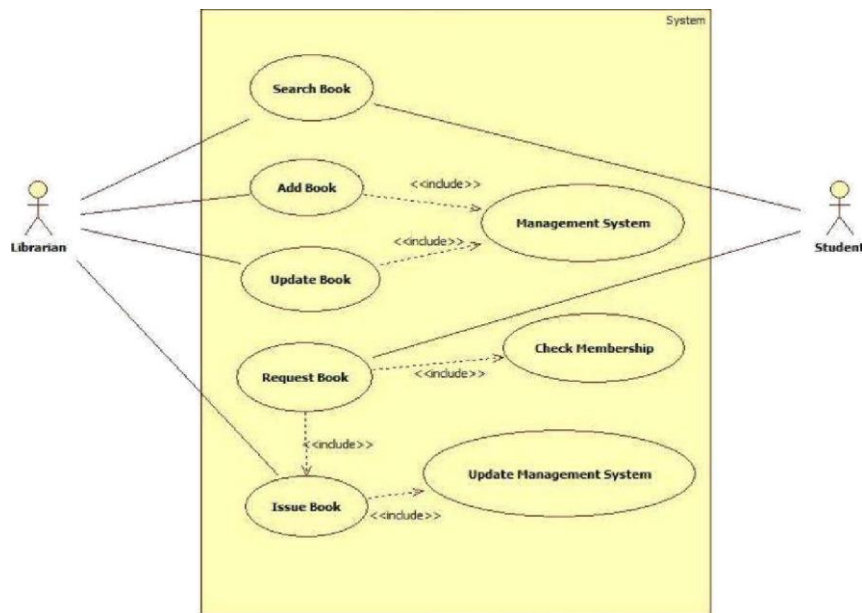 System
Search Book
Add Book
<<include>>
Management System
Librarian
Student
<<include>>
Update Book
Check Membership
Request Book
<<include>>
<<include>>
Update Management System
Issue Book
<<include>>